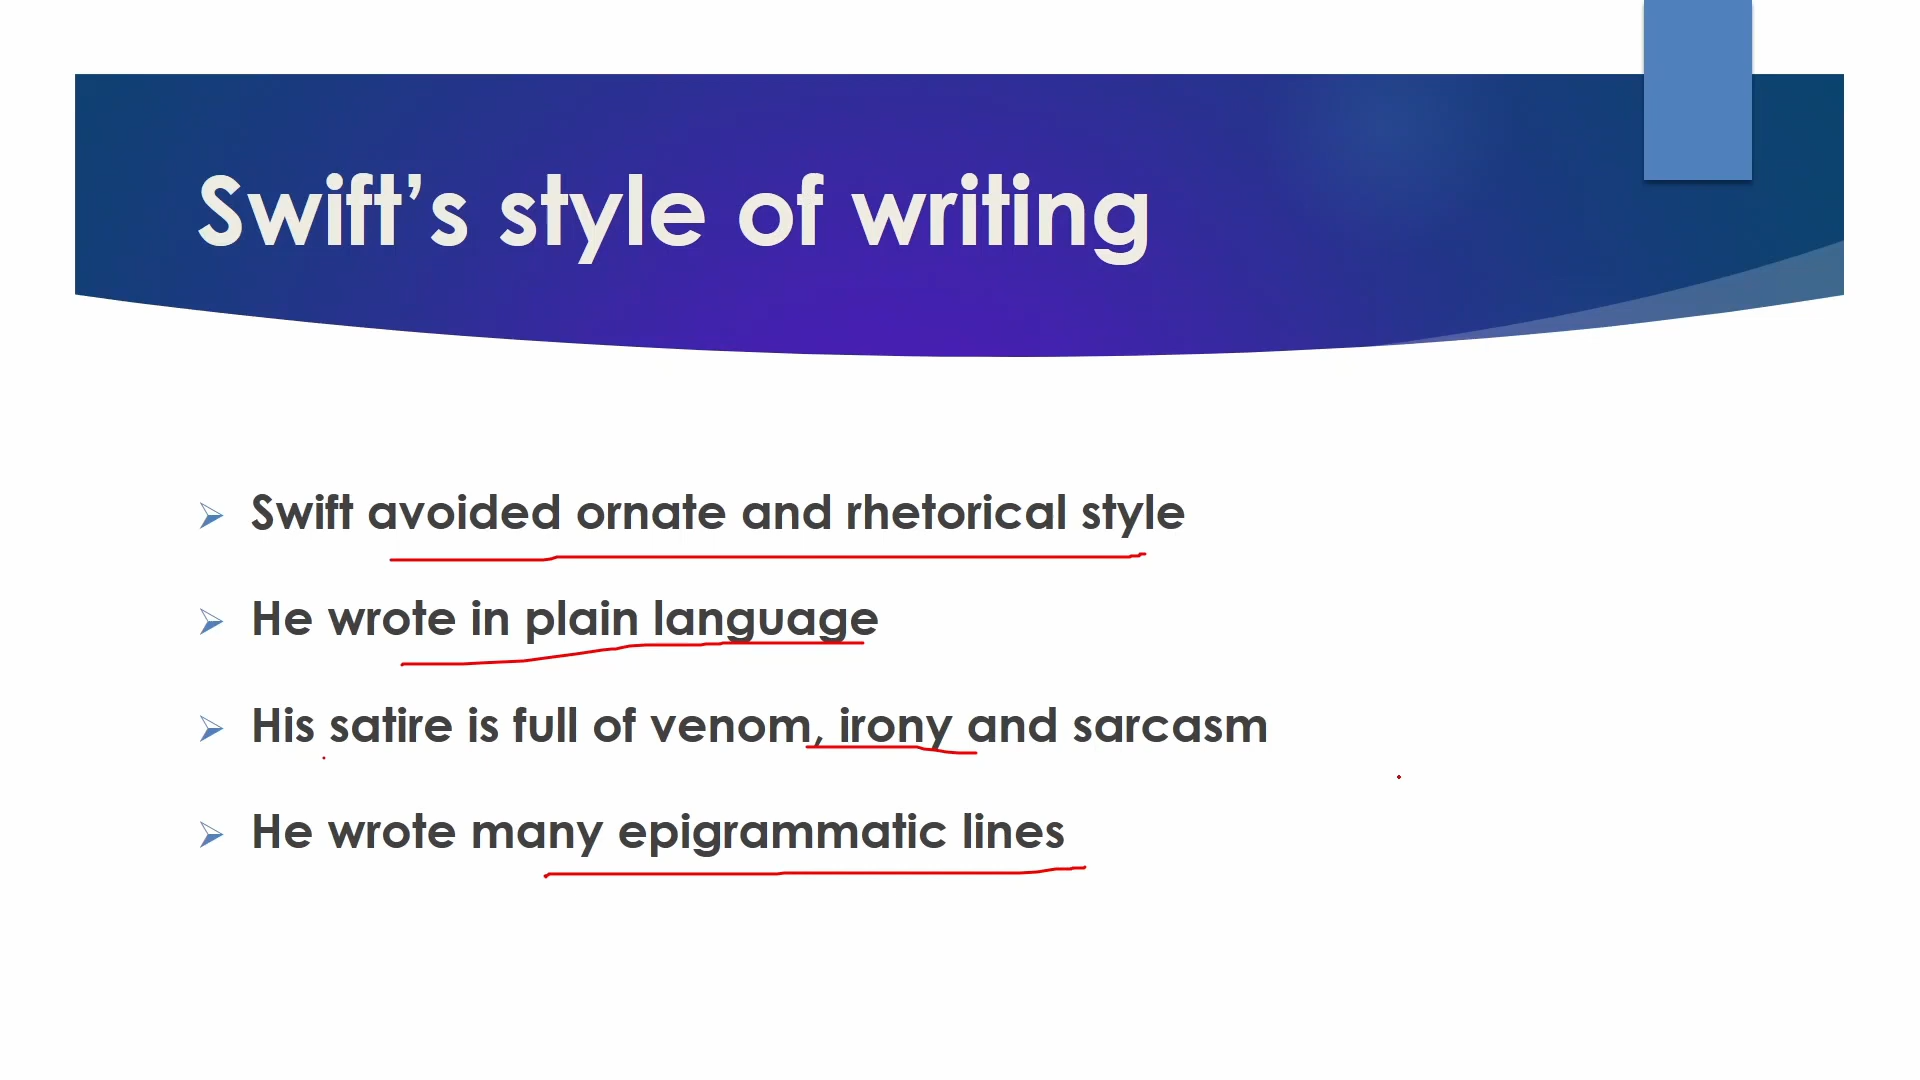 Swift’s style of writing
Swift avoided ornate and rhetorical style
He wrote in plain language
His satire is full of venom, irony and sarcasm
He wrote many epigrammatic lines